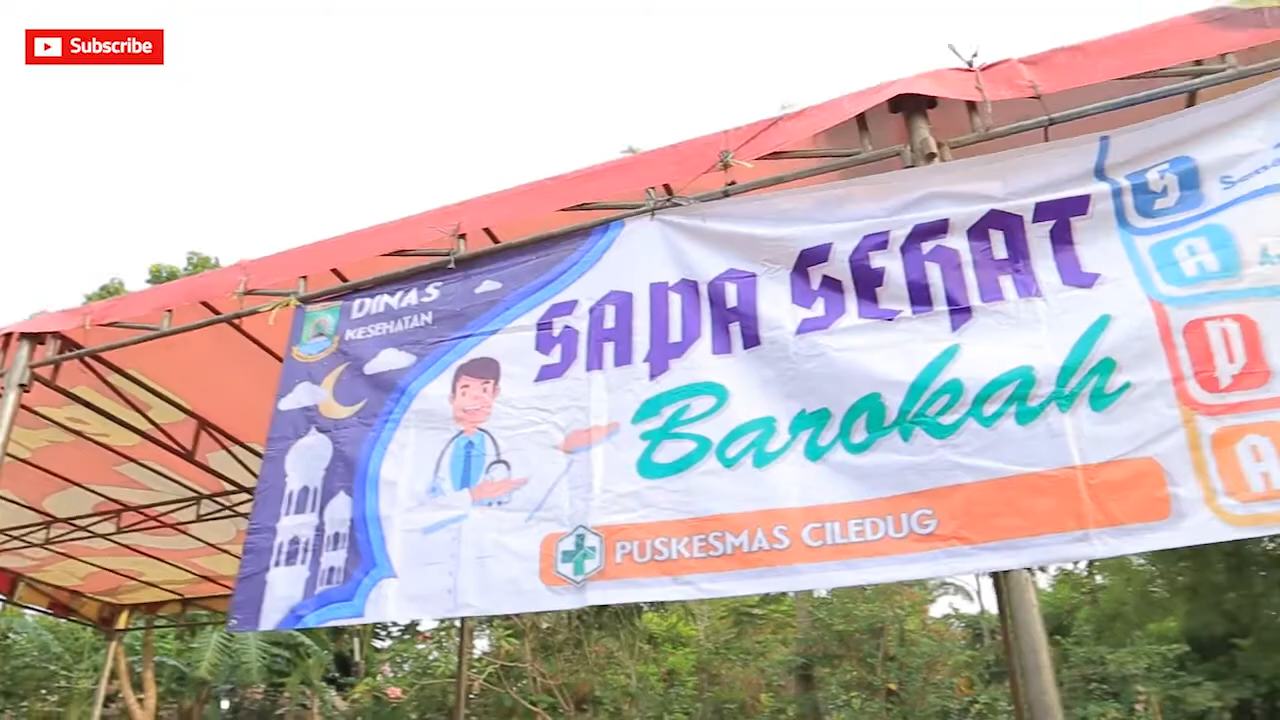 Subscribe
DINAS
KESEHATAN
SAPA SEHAT
Barokah
PUSKESMAS CILEDUG
S
A
P
A